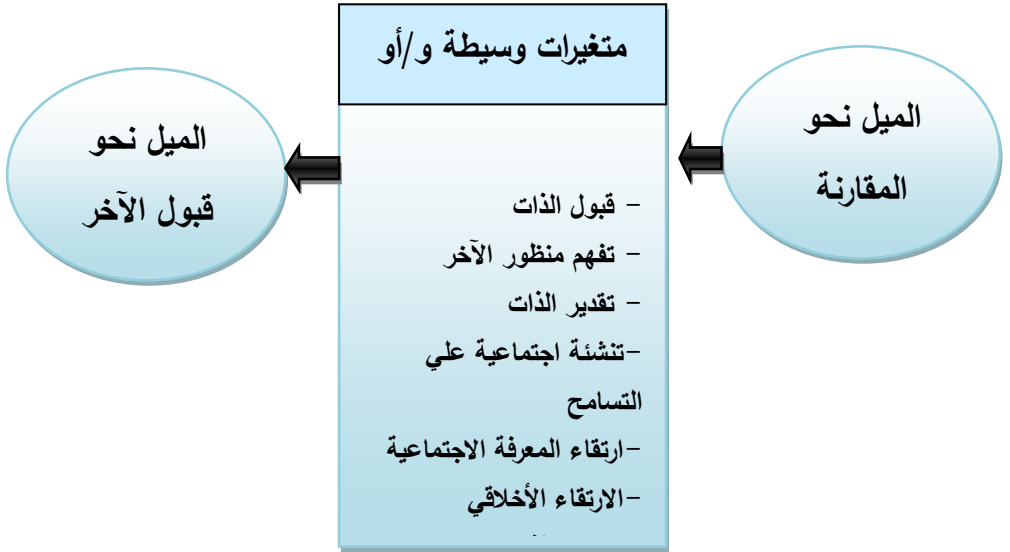 الميل نحو
المقارنة
متغيرات وسيطة و/أو
- قبول الذات
- تفهم منظور الآخر
- تقدير الذات
-تنشئة اجتماعية علي
التسامح
-ارتقاء المعرفة الاجتماعية
-الارتقاء الأخلاقي
الميل نحو
قبول الآخر